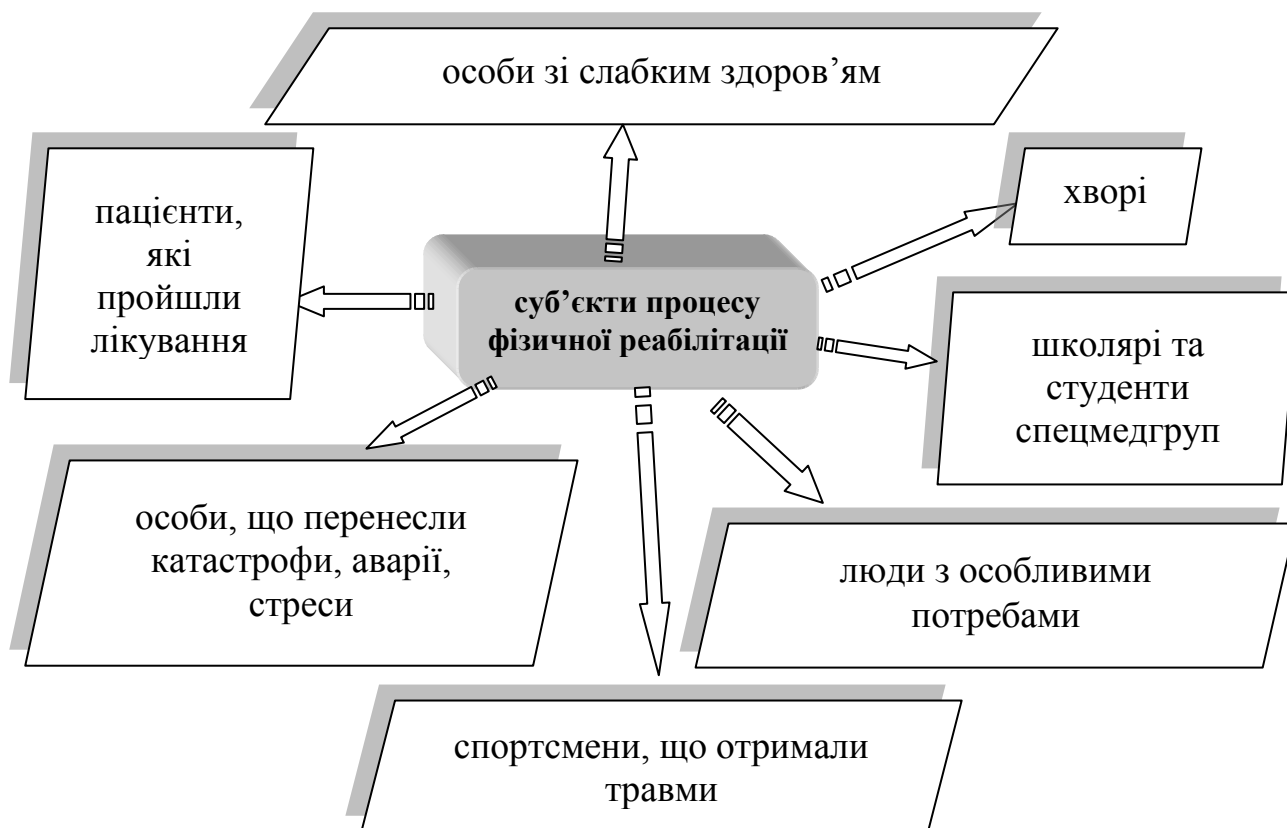 особи зі слабким здоров’ям
хворі
пацієнти,
які
пройшли
лікування
суб’єкти процесу
фізичної реабілітації
школярі та
студенти
спецмедгруп
особи, що перенесли
катастрофи, аварії,
стреси
люди з особливими
потребами
спортсмени, що отримали
травми